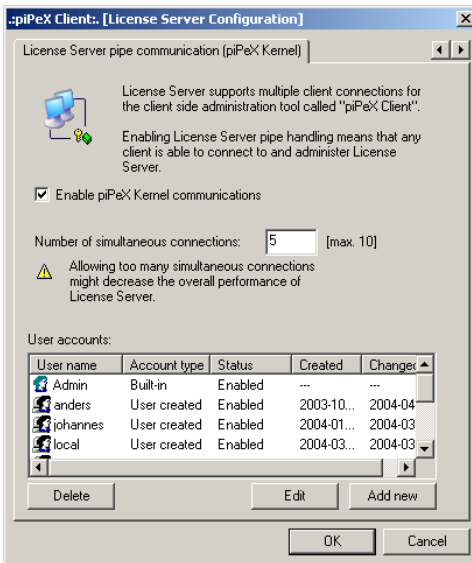 .:piPeX Client:. [License Server Configuration]
License Server pipe communication (piPeX Kernel)
License Server supports multiple client connections for
the client side administration tool called "piPeX Client".
Enabling License Server pipe handling means that any
client is able to connect to and administer License
Server.
Enable piPeX Kernel communications
Number of simultaneous connections: 5 [max. 10]
Allowing too many simultaneous connections
might decrease the overall performance of
License Server.
User accounts:
User name Account type Status Created Changed
Admin Built-in Enabled --- ---
anders User created Enabled 2003-10... 2004-04
johannes User created Enabled 2004-01... 2004-03
local User created Enabled 2004-03... 2004-03
Delete Edit Add new
OK Cancel